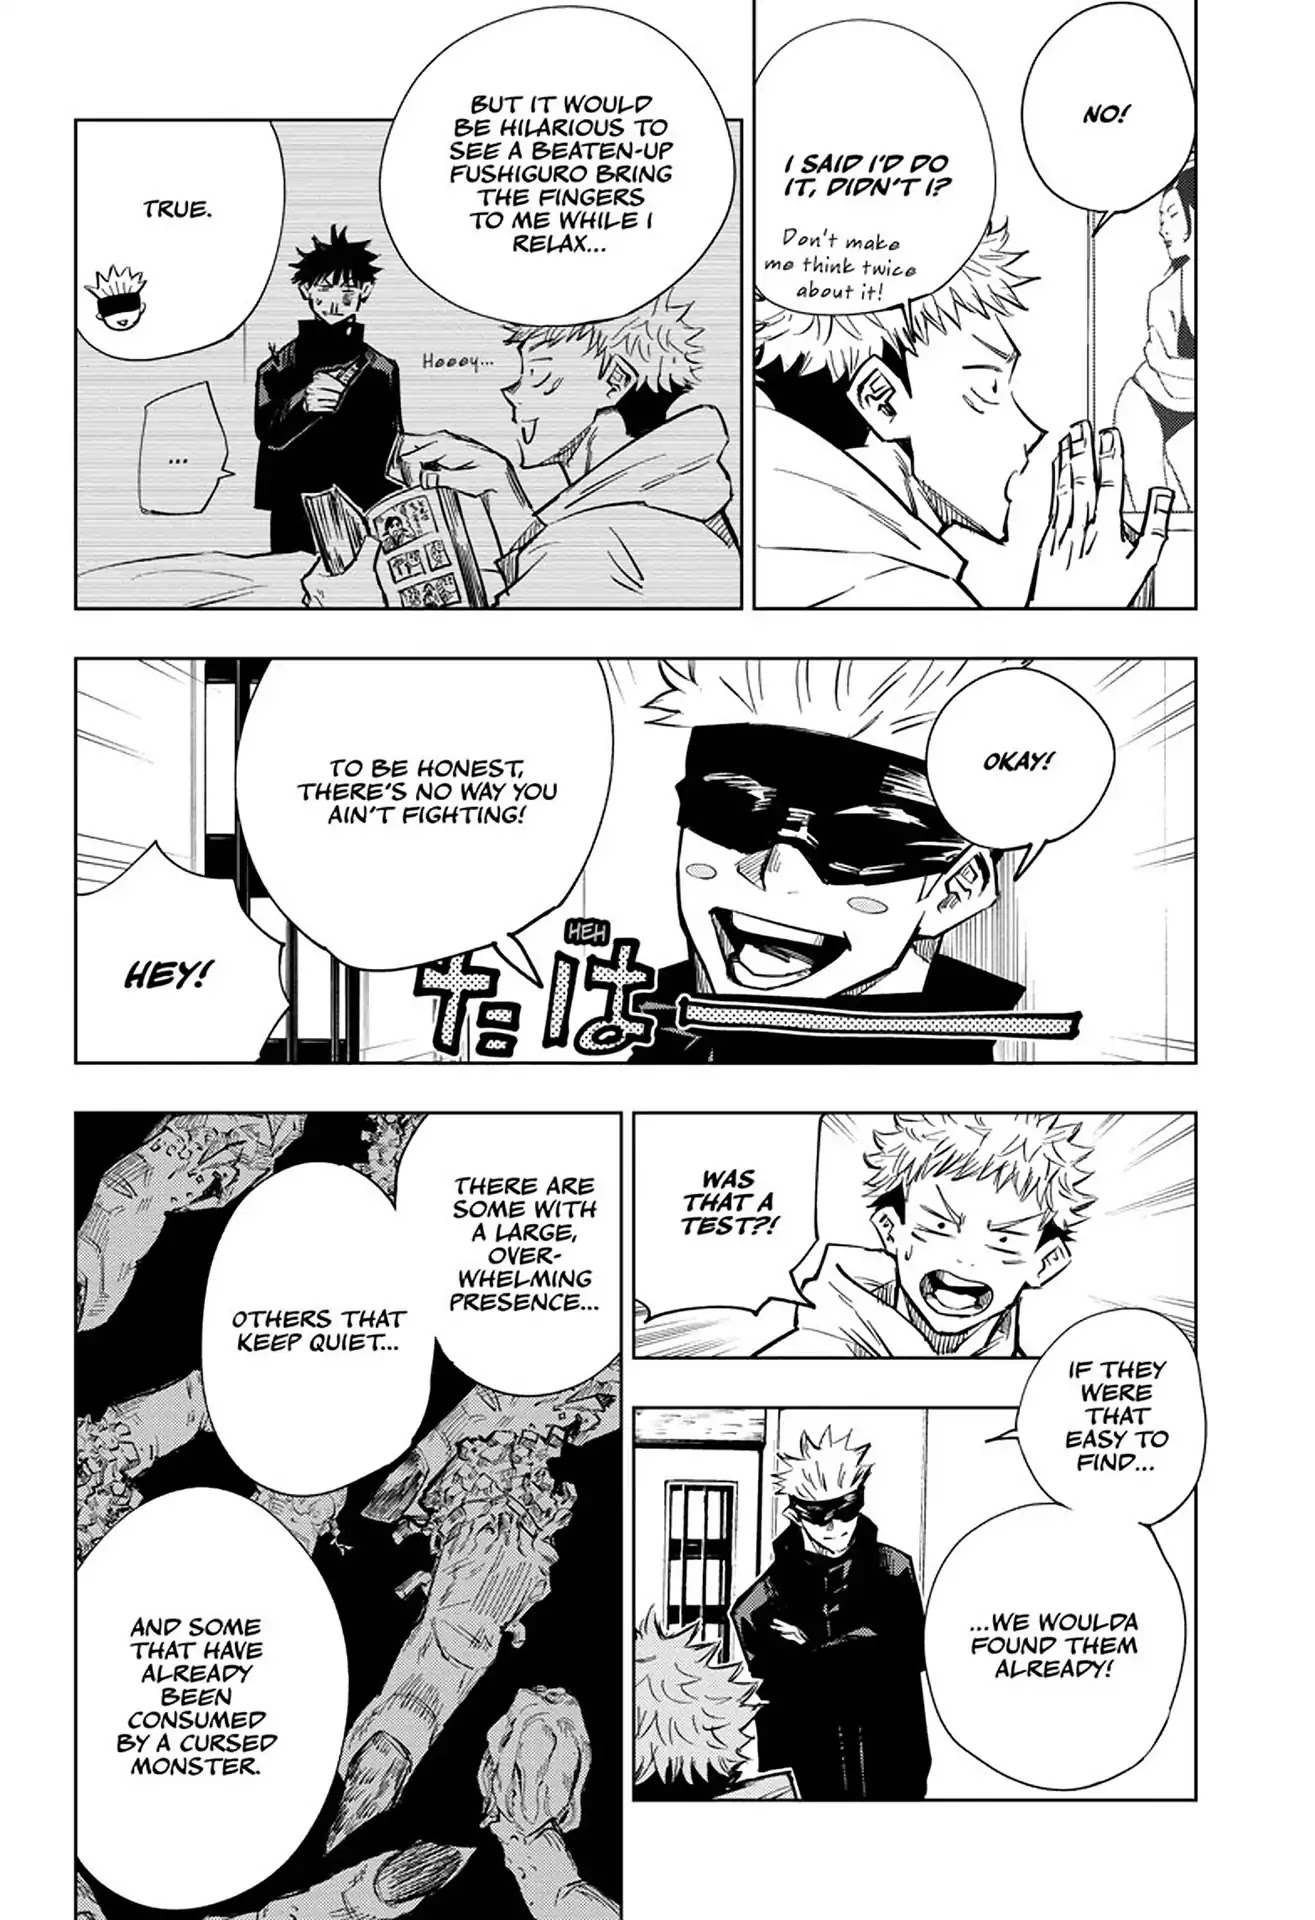 NO!
I SAID I'D DO
IT, DIDN'T I?
Don't make
me think twice
about it!
BUT IT WOULD
BE HILARIOUS TO
SEE A BEATEN-UP
FUSHIGURO BRING
THE FINGERS
TO ME WHILE I
RELAX...
Heeey...
TRUE.
...
OKAY!
TO BE HONEST,
THERE'S NO WAY YOU
AIN'T FIGHTING!
HEH
たはー
HEY!
WAS
THAT A
TEST?!
IF THEY
WERE
THAT
EASY TO
FIND...
...WE WOULDA
FOUND THEM
ALREADY!
THERE ARE
SOME WITH
A LARGE,
OVER-
WHELMING
PRESENCE...
OTHERS THAT
KEEP QUIET...
AND SOME
THAT HAVE
ALREADY
BEEN
CONSUMED
BY A CURSED
MONSTER.